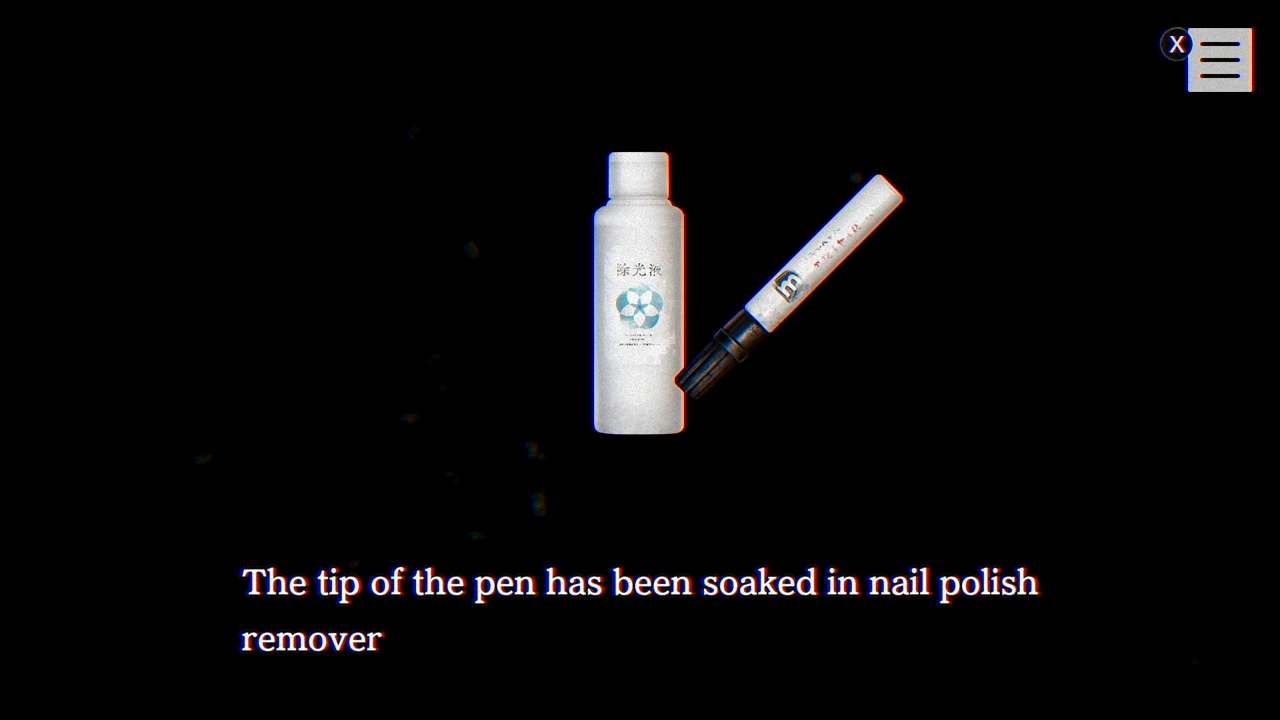 X
除光液
m
The tip of the pen has been soaked in nail polish
remover